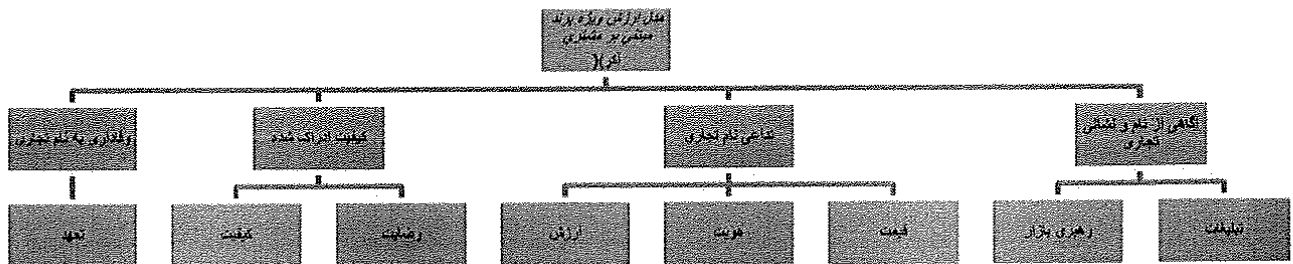 مدل ارزش ویژه برند
مبتنی بر مشتری
آکر)(
آگاهی از نام و نشانی
تجاری
تداعی نام تجاری
کیفیت ادراک شده
وفاداری به نام تجاری
تبلیغات
رهبری بازار
قیمت
هویت
ارزش
رضایت
کیفیت
تعهد